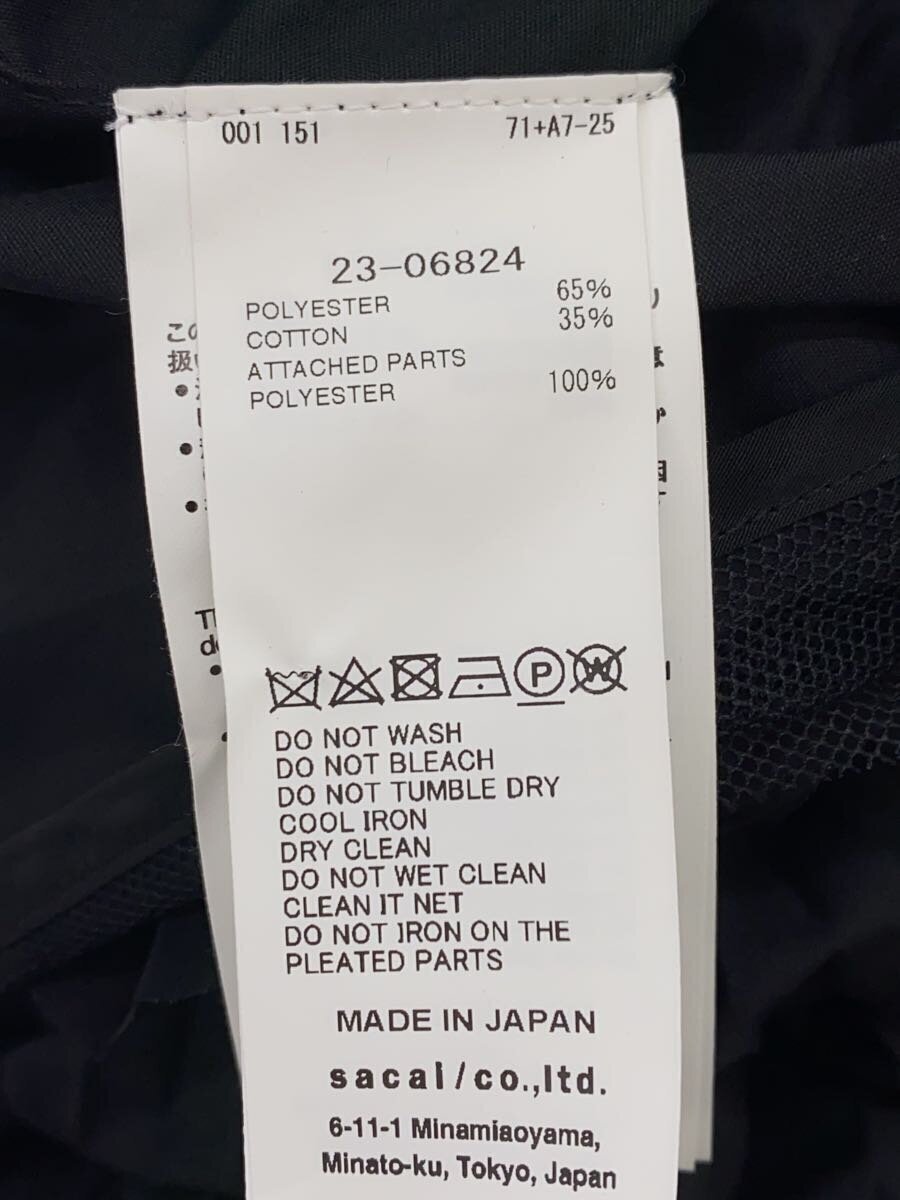 001 151 71+A7-25
23-06824
POLYESTER 65%
COTTON 35%
ATTACHED PARTS
POLYESTER 100%
P W
DO NOT WASH
DO NOT BLEACH
DO NOT TUMBLE DRY
COOL IRON
DRY CLEAN
DO NOT WET CLEAN
CLEAN IT NET
DO NOT IRON ON THE
PLEATED PARTS
MADE IN JAPAN
sacai/co.,ltd.
6-11-1 Minamiaoyama,
Minato-ku, Tokyo, Japan